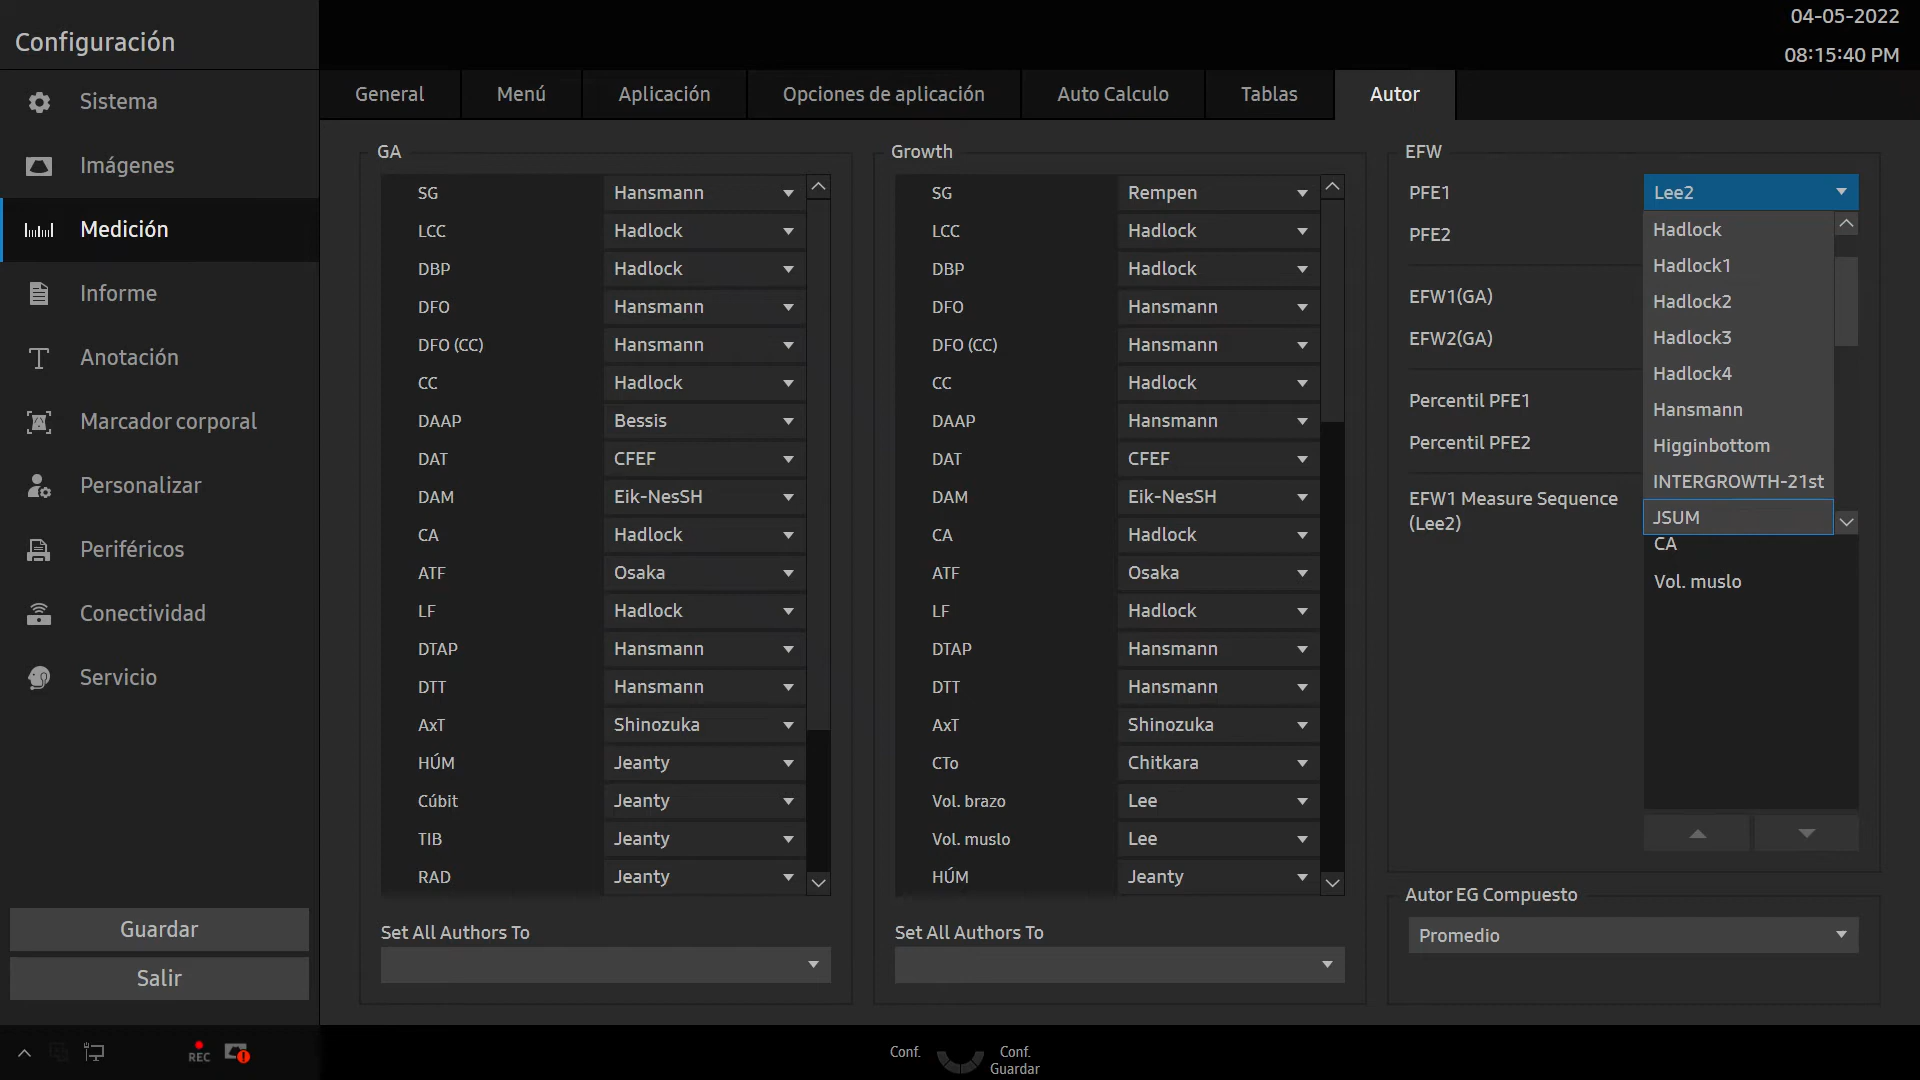 04-05-2022
Configuración
08:15:40 PM
Sistema
Imágenes
Medición
Informe
Anotación
Marcador corporal
Personalizar
Periféricos
Conectividad
Servicio
Guardar
Salir
General
Menú
Aplicación
Opciones de aplicación
Auto Calculo
Tablas
Autor
GA
SG Hansmann
LCC Hadlock
DBP Hadlock
DFO Hansmann
DFO (CC) Hansmann
CC Hadlock
DAAP Bessis
DAT CFEF
DAM Eik-NesSH
CA Hadlock
ATF Osaka
LF Hadlock
DTAP Hansmann
DTT Hansmann
AxT Shinozuka
HÚM Jeanty
Cúbit Jeanty
TIB Jeanty
RAD Jeanty
Set All Authors To
Growth
SG Rempen
LCC Hadlock
DBP Hadlock
DFO Hansmann
DFO (CC) Hansmann
CC Hadlock
DAAP Hansmann
DAT CFEF
DAM Eik-NesSH
CA Hadlock
ATF Osaka
LF Hadlock
DTAP Hansmann
DTT Hansmann
AxT Shinozuka
CTo Chitkara
Vol. brazo Lee
Vol. muslo Lee
HÚM Jeanty
Set All Authors To
EFW
PFE1 Lee2
PFE2
EFW1(GA)
EFW2(GA)
Percentil PFE1
Percentil PFE2
EFW1 Measure Sequence
(Lee2)
Hadlock
Hadlock1
Hadlock2
Hadlock3
Hadlock4
Hansmann
Higginbottom
INTERGROWTH-21st
JSUM
CA
Vol. muslo
Autor EG Compuesto
Promedio
REC
Conf.
Conf.
Guardar